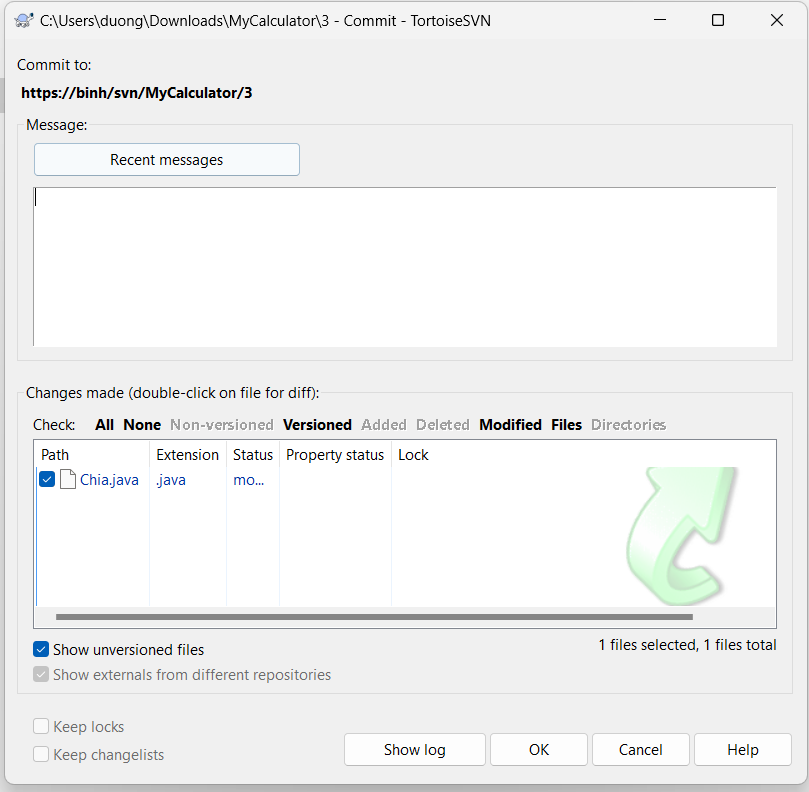 C:\Users\duong\Downloads\MyCalculator\3 - Commit - TortoiseSVN
Commit to:
https://binh/svn/MyCalculator/3
Message:
Recent messages
Changes made (double-click on file for diff):
Check: All None Non-versioned Versioned Added Deleted Modified Files Directories
Path Extension Status Property status Lock
Chia.java .java mo...
Show unversioned files 1 files selected, 1 files total
Show externals from different repositories
Keep locks
Keep changelists
Show log OK Cancel Help